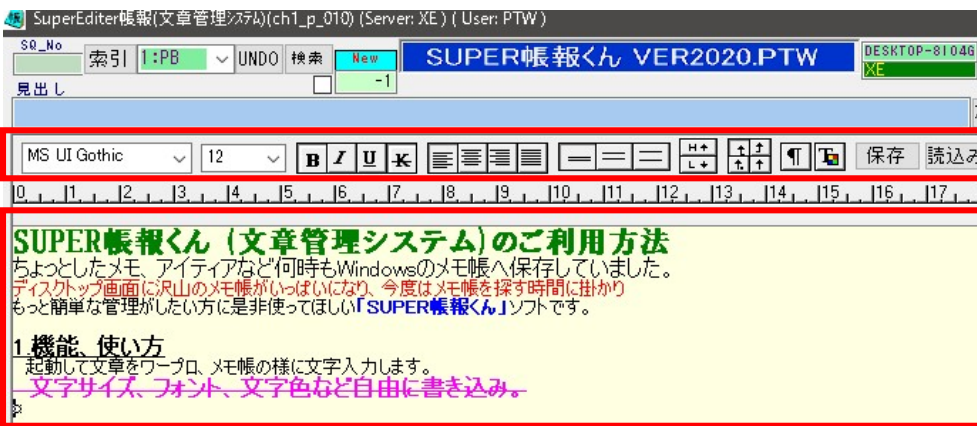 SuperEditer帳報(文章管理ｼｽﾃﾑ)(ch1_p_010) (Server: XE ) ( User: PTW )
SQ_No
索引 1:PB UNDO 検索 New SUPER帳報くん VER2020.PTW DESKTOP-8I04G
-1 XE
見出し
MS UI Gothic 12 B I U K H L ¶ T 保存 読込み
0 1 2 3 4 5 6 7 8 9 10 11 12 13 14 15 16 17
SUPER帳報くん (文章管理システム)のご利用方法
ちょっとしたメモ、アイティアなど何時もWindowsのメモ帳へ保存していました。
ディスクトップ画面に沢山のメモ帳がいっぱいになり、今度はメモ帳を探す時間に掛かり
もっと簡単な管理がしたい方に是非使ってほしい「SUPER帳報くん」ソフトです。
1.機能、使い方
起動して文章をワープロ、メモ帳の様に文字入力します。
文字サイズ、フォント、文字色など自由に書き込み。